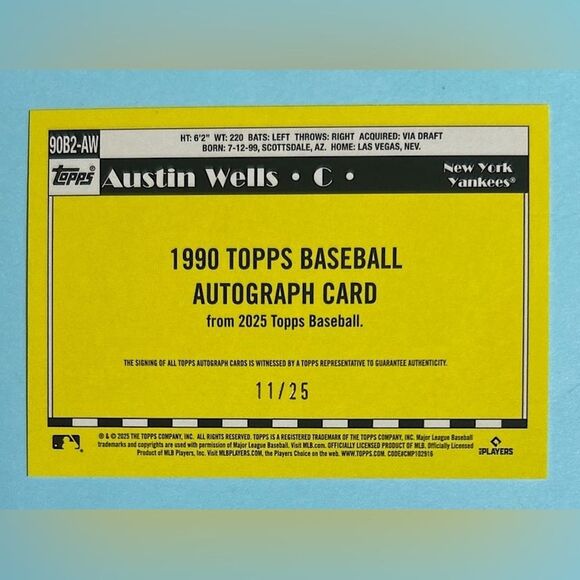 90B2-AW
HT: 6'2" WT: 220 BATS: LEFT THROWS: RIGHT ACQUIRED: VIA DRAFT
BORN: 7-12-99, SCOTTSDALE, AZ. HOME: LAS VEGAS, NEV.
Topps Austin Wells • C •
New York
Yankees®
1990 TOPPS BASEBALL
AUTOGRAPH CARD
from 2025 Topps Baseball.
THE SIGNING OF ALL TOPPS AUTOGRAPH CARDS IS WITNESSED BY A TOPPS REPRESENTATIVE TO GUARANTEE AUTHENTICITY.
11/25
® & © 2025 THE TOPPS COMPANY, INC. ALL RIGHTS RESERVED. TOPPS IS A REGISTERED TRADEMARK OF THE TOPPS COMPANY, INC. Major League Baseball
trademarks and copyrights are used with permission of Major League Baseball. Visit MLB.com. OFFICIALLY LICENSED PRODUCT OF MLB. Officially Licensed
Product of MLB Players, Inc. Visit MLBPLAYERS.com, the Players Choice on the web. WWW.TOPPS.COM. CODE#CMP102916
PLAYERS